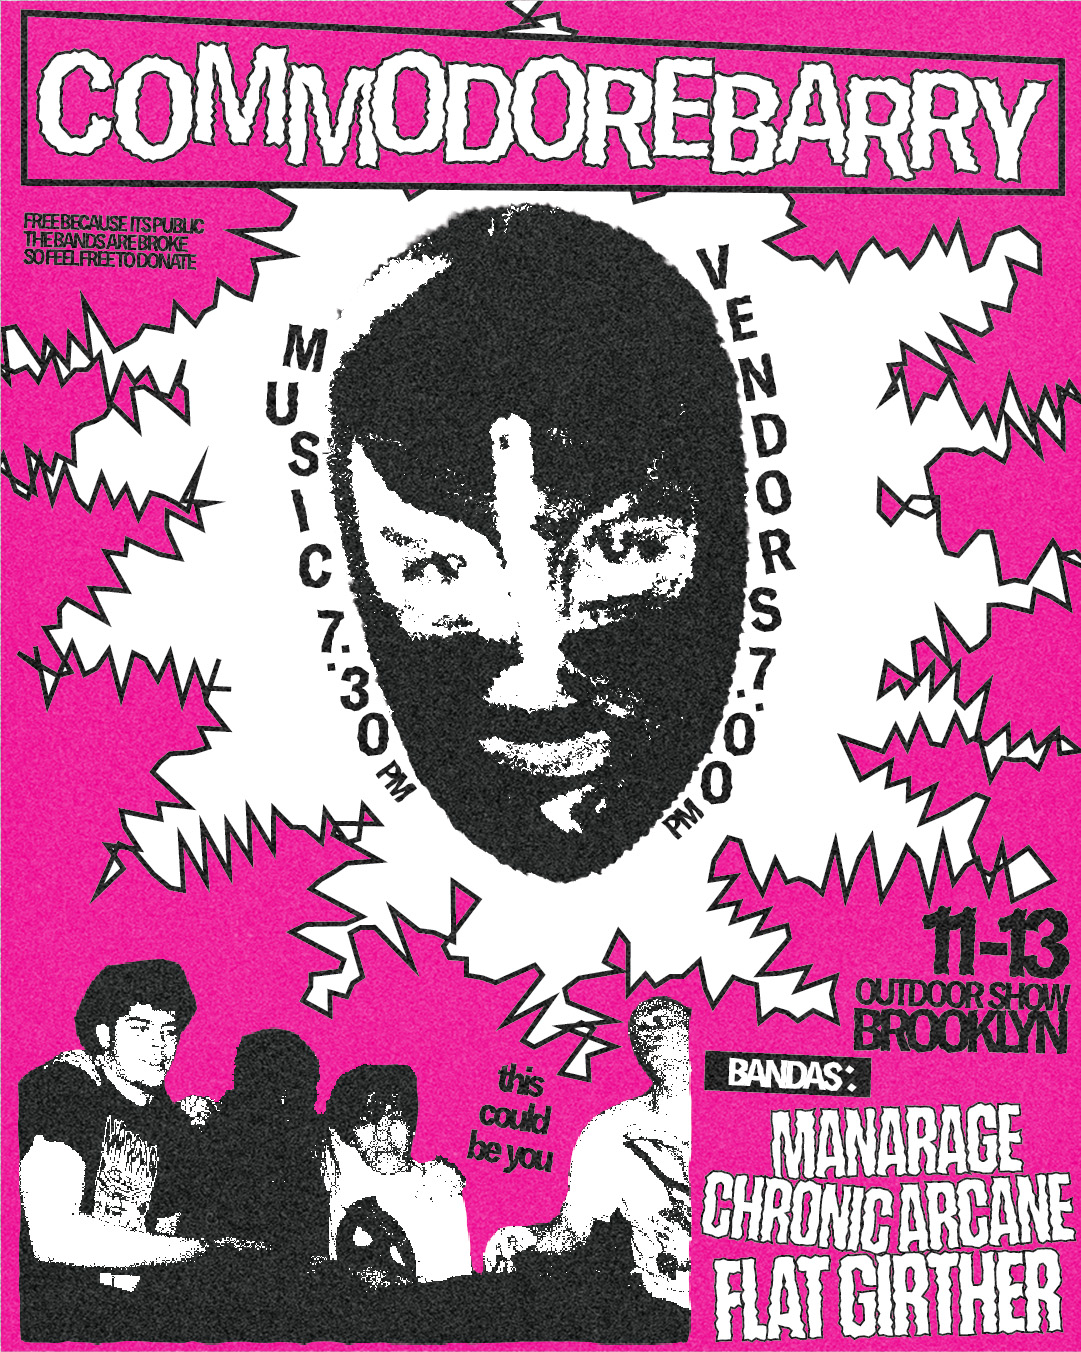 COMMODOREBARRY
FREE BECAUSE ITS PUBLIC
THE BANDS ARE BROKE
SO FEEL FREE TO DONATE
MUSIC 7:30 PM
VENDORS 7:00 PM
11-13
OUTDOOR SHOW
BROOKLYN
this
could
be you
BANDAS:
MANARAGE
CHRONIC ARCANE
FLAT GIRTHER